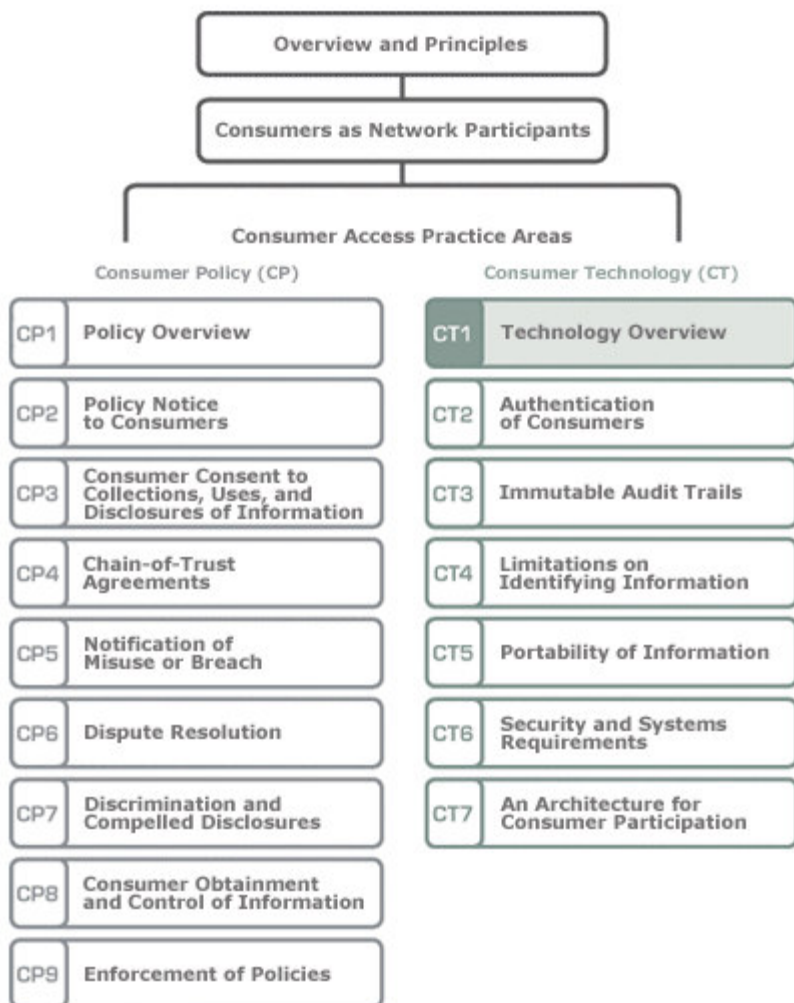 Overview and Principles
Consumers as Network Participants
Consumer Access Practice Areas
Consumer Policy (CP)
CP1 Policy Overview
CP2 Policy Notice
to Consumers
CP3 Consumer Consent to
Collections, Uses, and
Disclosures of Information
CP4 Chain-of-Trust
Agreements
CP5 Notification of
Misuse or Breach
CP6 Dispute Resolution
CP7 Discrimination and
Compelled Disclosures
CP8 Consumer Obtainment
and Control of Information
CP9 Enforcement of Policies
Consumer Technology (CT)
CT1 Technology Overview
CT2 Authentication
of Consumers
CT3 Immutable Audit Trails
CT4 Limitations on
Identifying Information
CT5 Portability of Information
CT6 Security and Systems
Requirements
CT7 An Architecture for
Consumer Participation